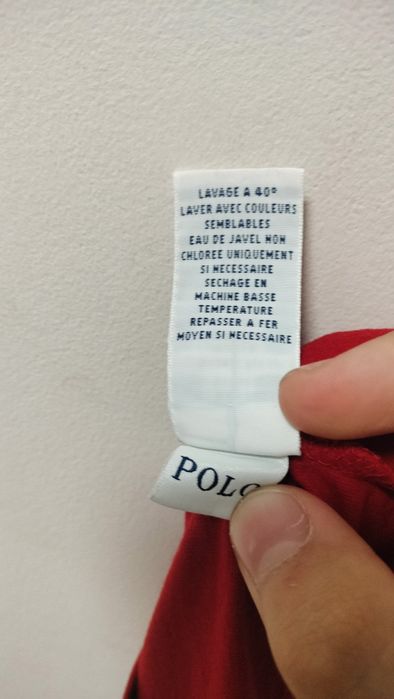 LAVAGE A 40°
LAVER AVEC COULEURS
SEMBLABLES
EAU DE JAVEL NON
CHLOREE UNIQUEMENT
SI NECESSAIRE
SECHAGE EN
MACHINE BASSE
TEMPERATURE
REPASSER A FER
MOYEN SI NECESSAIRE
POLO